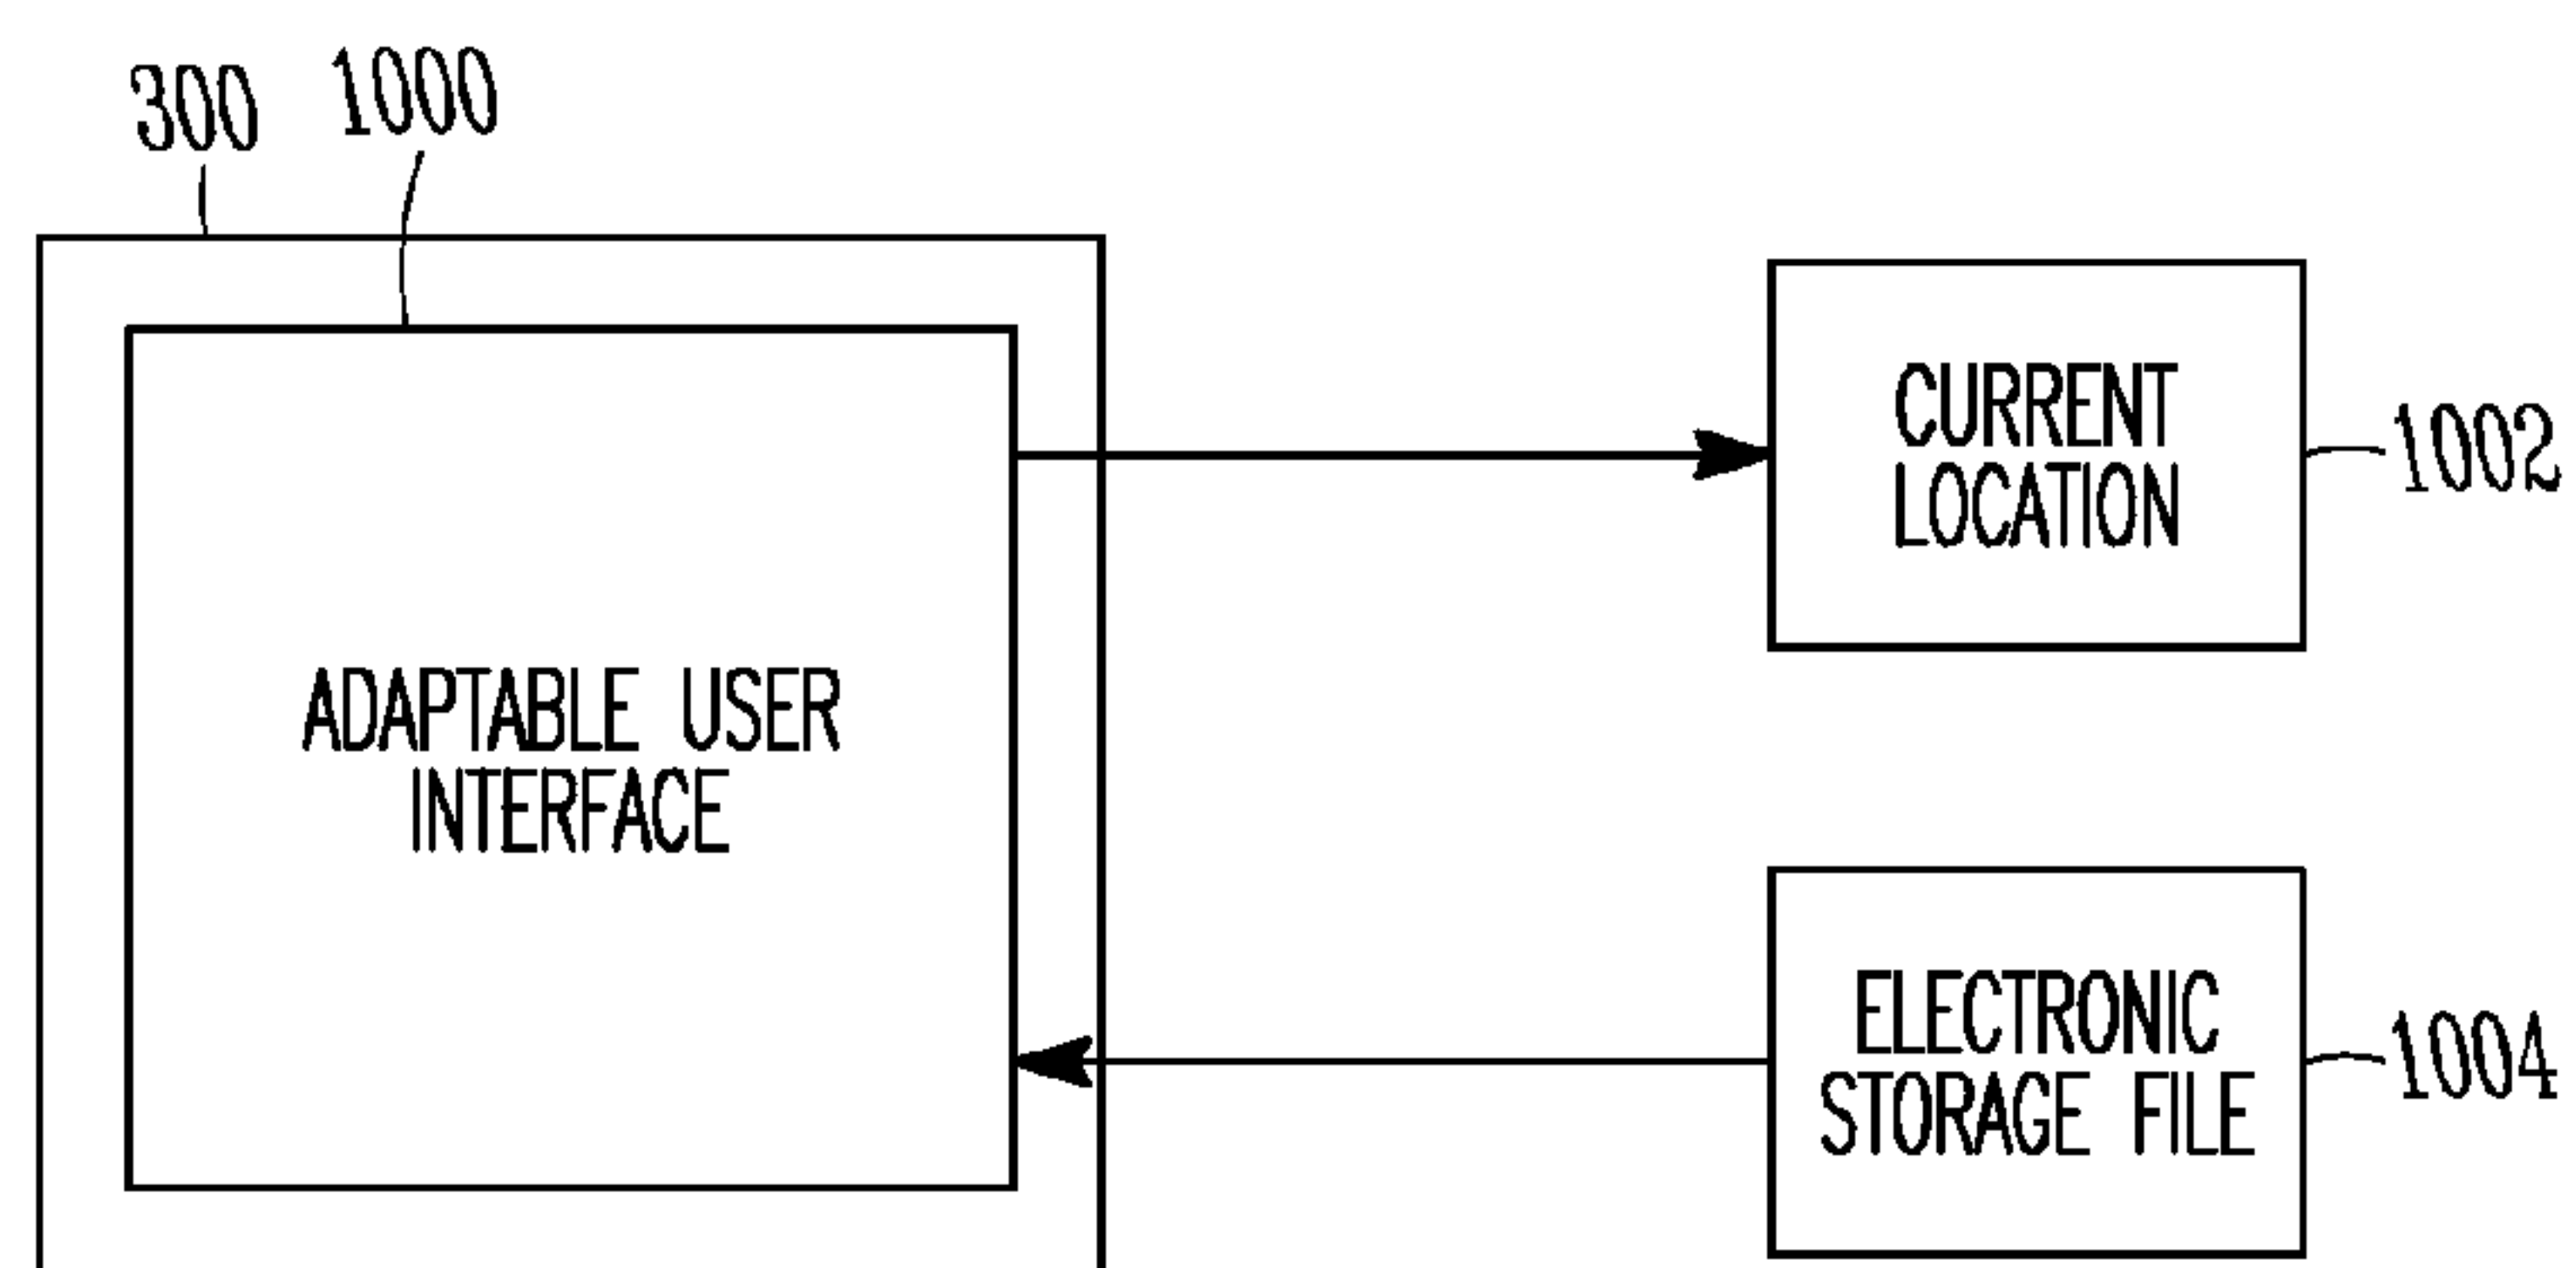 300
1000
CURRENT
LOCATION
1002
ADAPTABLE USER
INTERFACE
ELECTRONIC
STORAGE FILE
1004